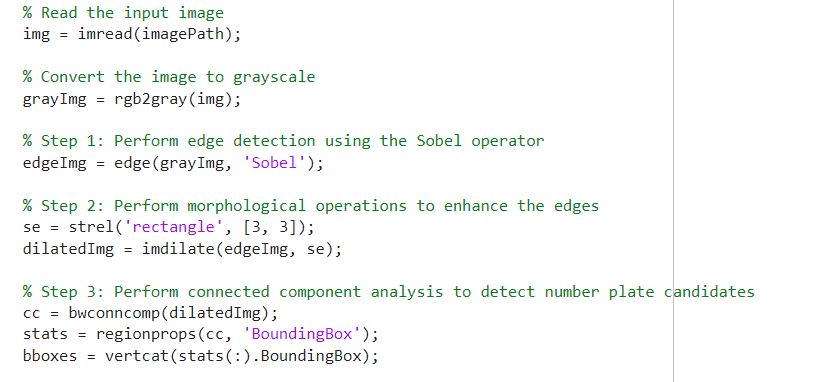 % Read the input image
img = imread(imagePath);
% Convert the image to grayscale
grayImg = rgb2gray(img);
% Step 1: Perform edge detection using the Sobel operator
edgeImg = edge(grayImg, 'Sobel');
% Step 2: Perform morphological operations to enhance the edges
se = strel('rectangle', [3, 3]);
dilatedImg = imdilate(edgeImg, se);
% Step 3: Perform connected component analysis to detect number plate candidates
cc = bwconncomp(dilatedImg);
stats = regionprops(cc, 'BoundingBox');
bboxes = vertcat(stats(:).BoundingBox);